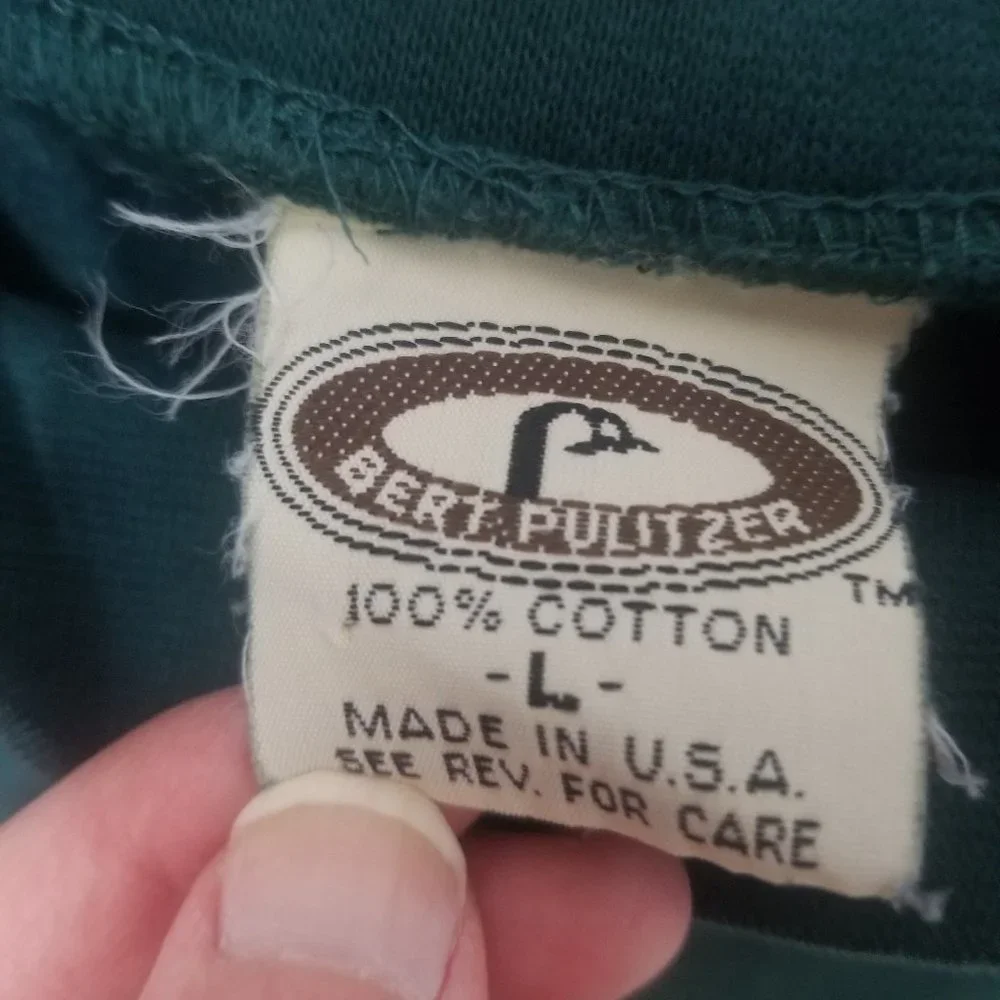 BERT PULITZER
TM
100% COTTON
-L-
MADE IN U.S.A.
SEE REV. FOR CARE